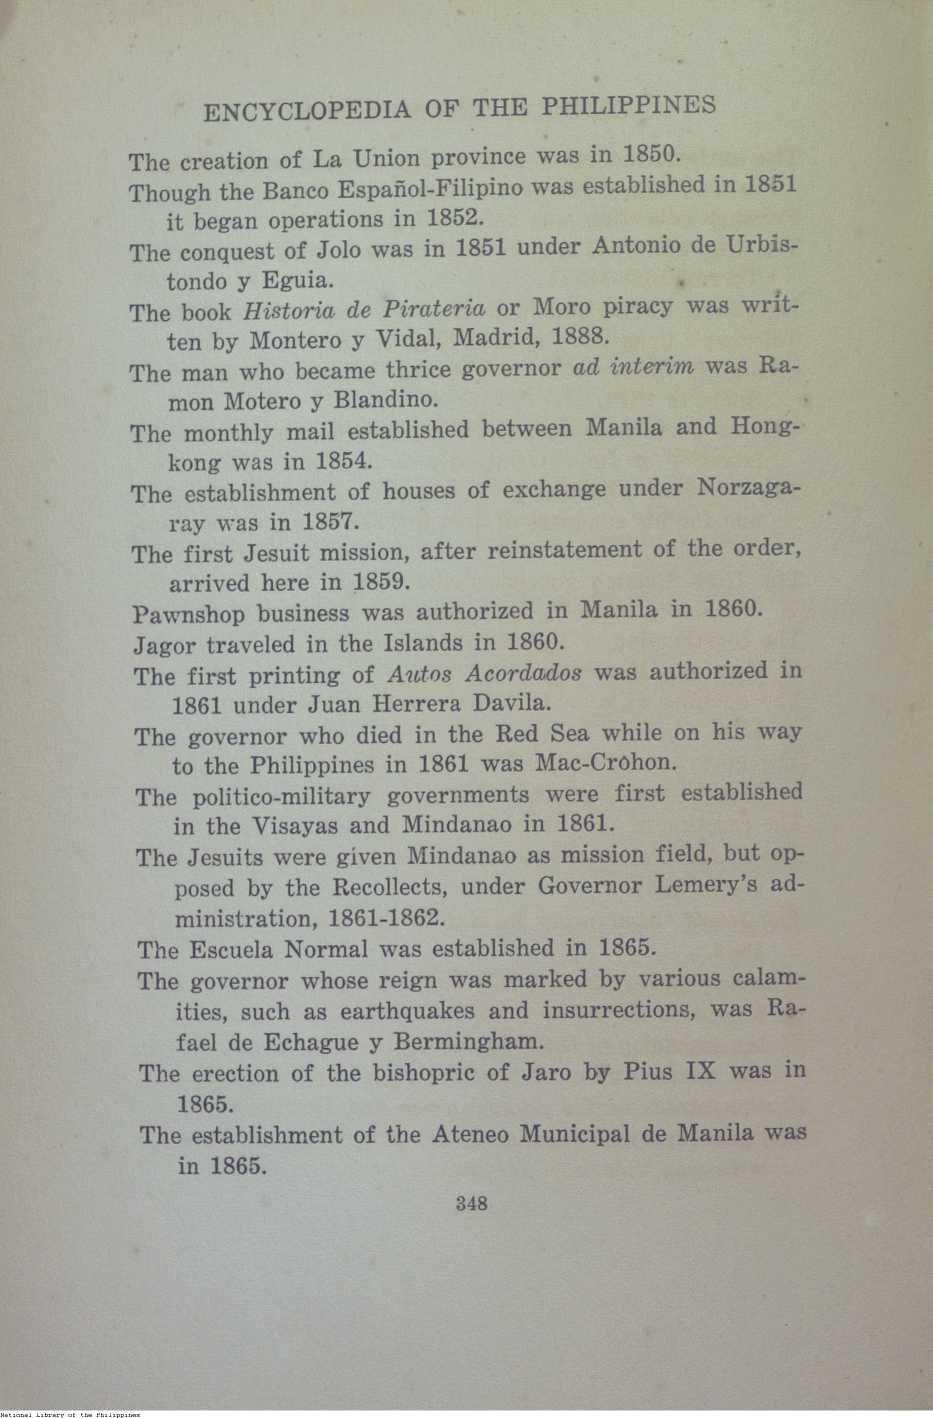 ENCYCLOPEDIA OF THE PHILIPPINES
The creation of La Union province was in 1850.
Though the Banco Español-Filipino was established in 1851
it began operations in 1852.
The conquest of Jolo was in 1851 under Antonio de Urbis-
tondo y Eguia.
The book Historia de Pirateria or Moro piracy was writ-
ten by Montero y Vidal, Madrid, 1888.
The man who became thrice governor ad interim was Ra-
mon Motero y Blandino.
The monthly mail established between Manila and Hong-
kong was in 1854.
The establishment of houses of exchange under Norzaga-
ray was in 1857.
The first Jesuit mission, after reinstatement of the order,
arrived here in 1859.
Pawnshop business was authorized in Manila in 1860.
Jagor traveled in the Islands in 1860.
The first printing of Autos Acordados was authorized in
1861 under Juan Herrera Davila.
The governor who died in the Red Sea while on his way
to the Philippines in 1861 was Mac-Crohon.
The politico-military governments were first established
in the Visayas and Mindanao in 1861.
The Jesuits were given Mindanao as mission field, but op-
posed by the Recollects, under Governor Lemery's ad-
ministration, 1861-1862.
The Escuela Normal was established in 1865.
The governor whose reign was marked by various calam-
ities, such as earthquakes and insurrections, was Ra-
fael de Echague y Bermingham.
The erection of the bishopric of Jaro by Pius IX was in
1865.
The establishment of the Ateneo Municipal de Manila was
in 1865.
348
National Library of the Philippines